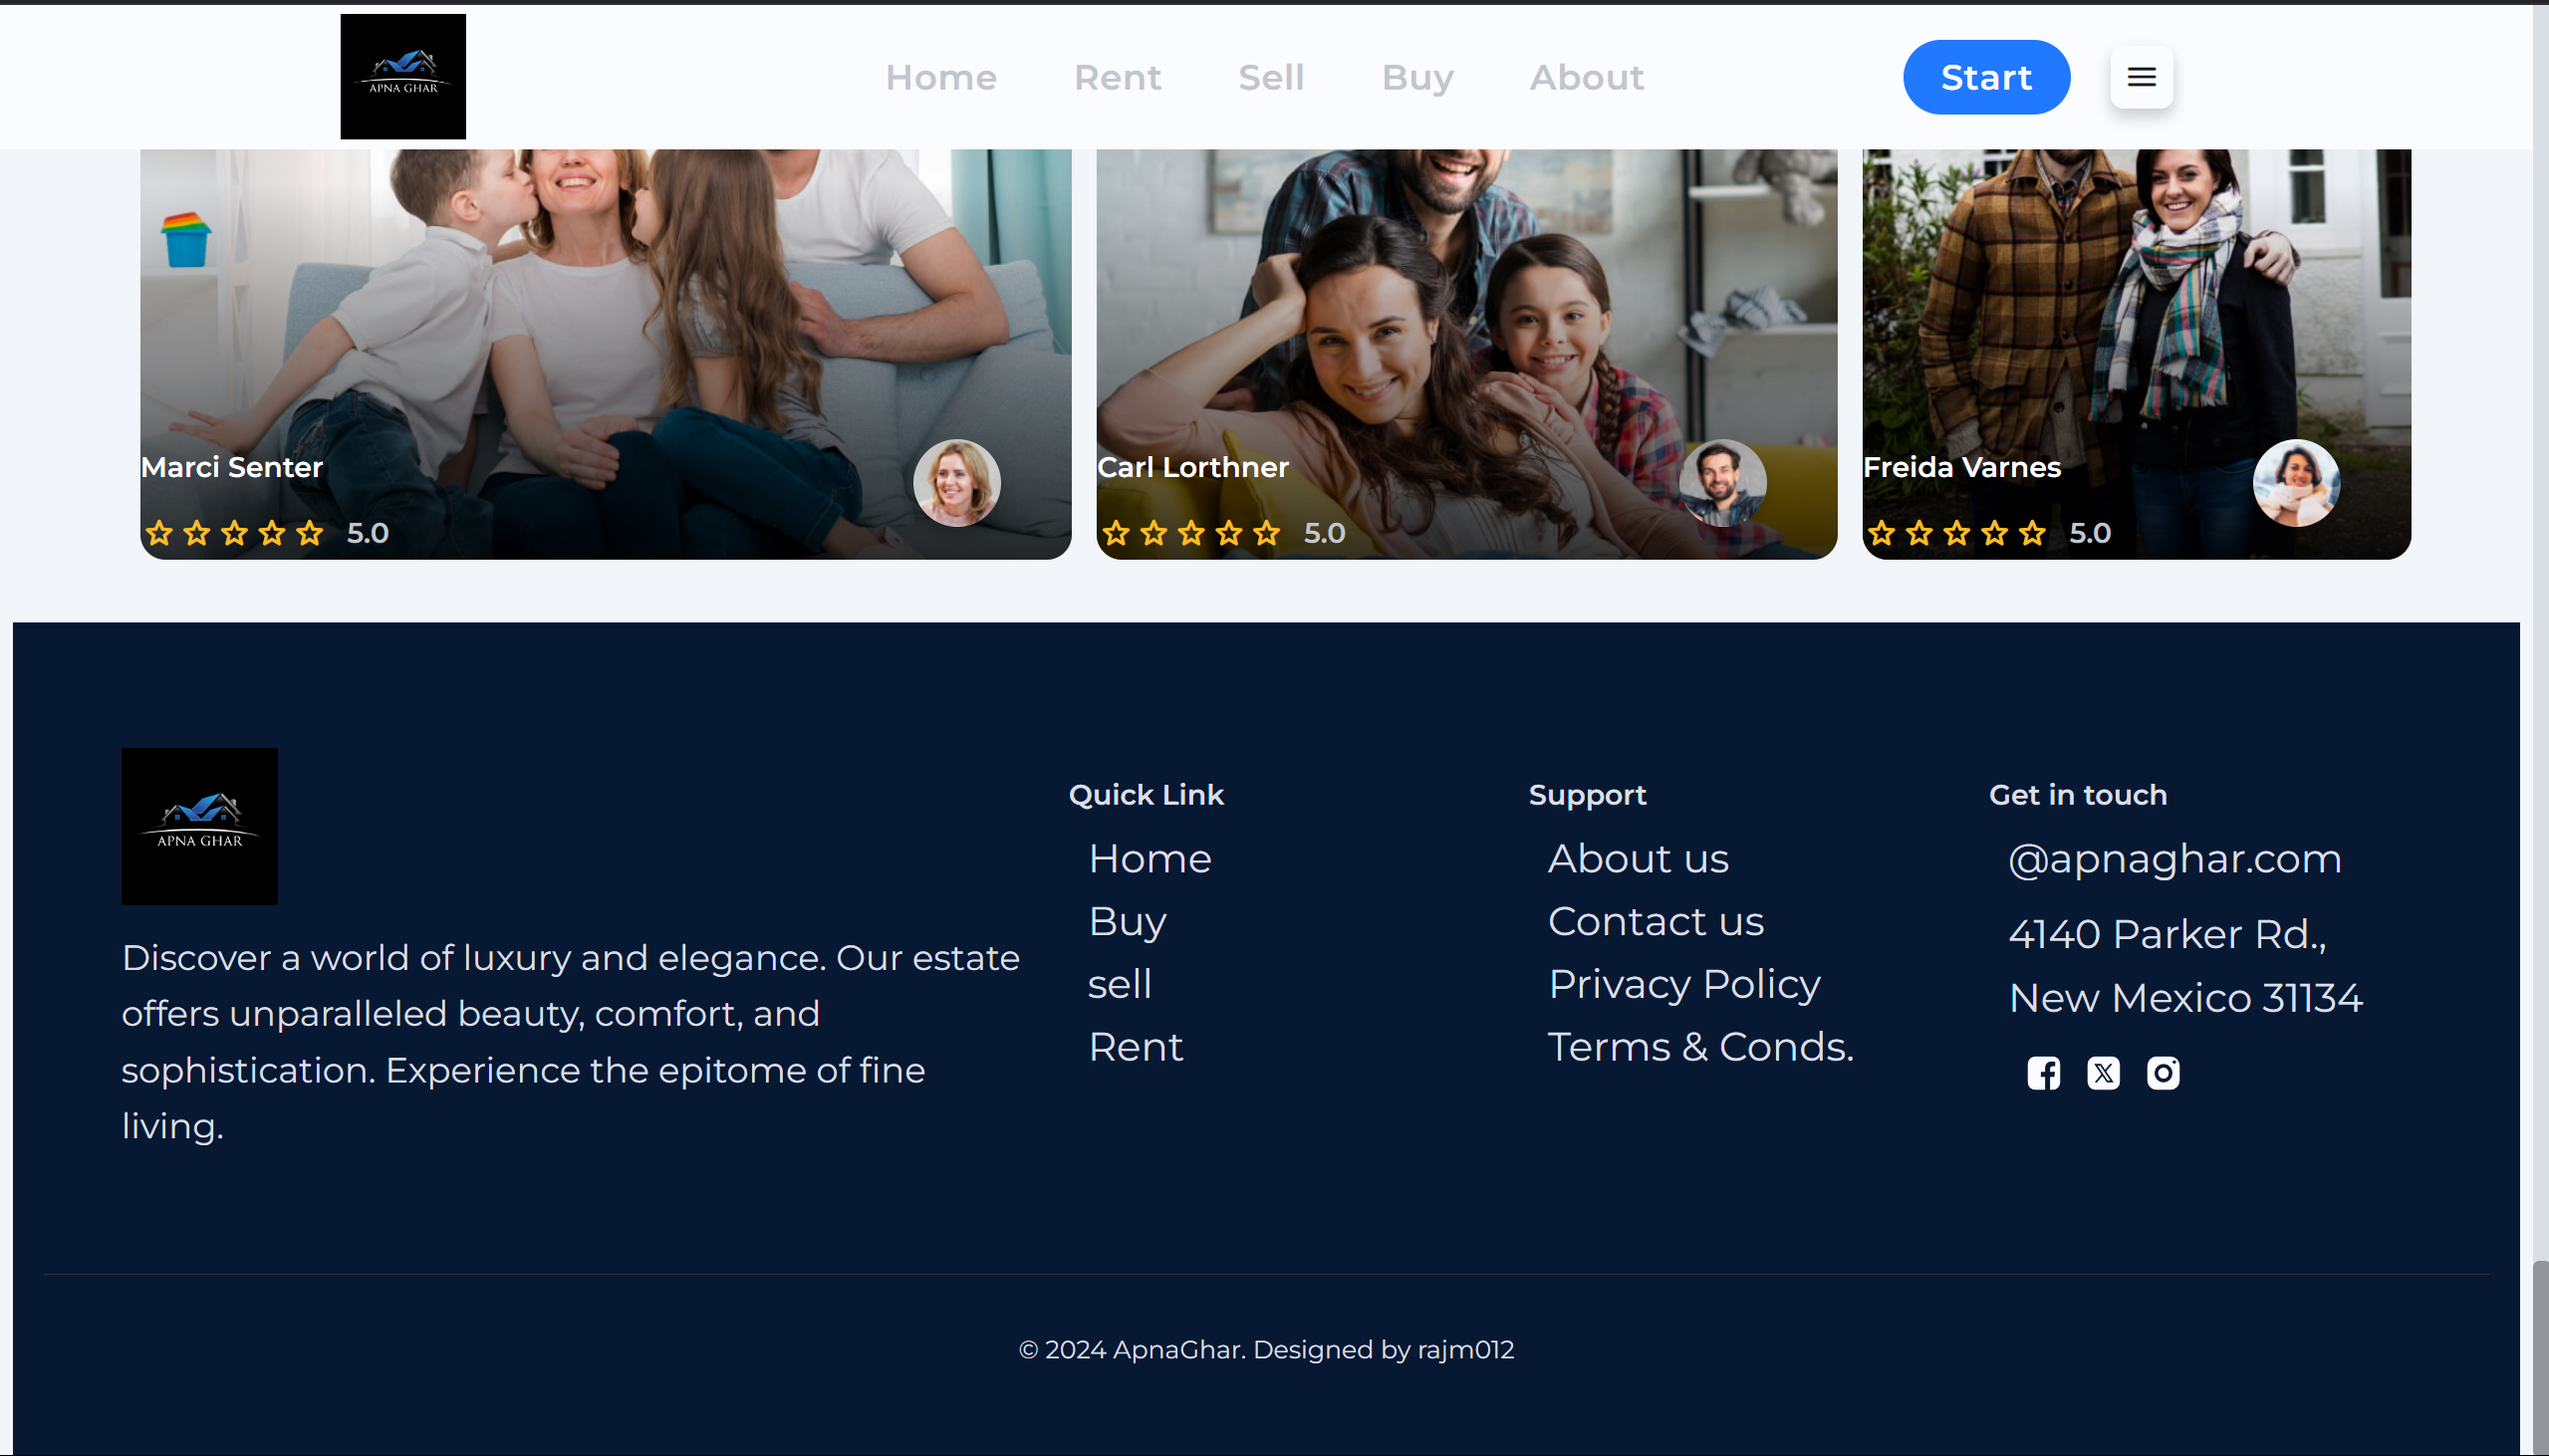 APNA GHAR
Home Rent Sell Buy About
Start
Marci Senter
5.0
Carl Lorthner
5.0
Freida Varnes
5.0
APNA GHAR
Discover a world of luxury and elegance. Our estate
offers unparalleled beauty, comfort, and
sophistication. Experience the epitome of fine
living.
Quick Link
Home
Buy
sell
Rent
Support
About us
Contact us
Privacy Policy
Terms & Conds.
Get in touch
@apnaghar.com
4140 Parker Rd.,
New Mexico 31134
© 2024 ApnaGhar. Designed by rajm012